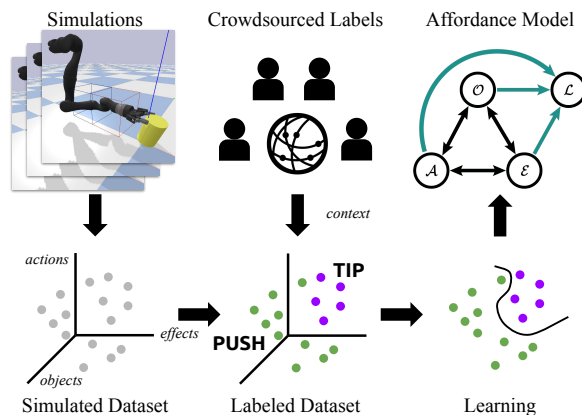 Simulations
Crowdsourced Labels
Affordance Model
O
L
A
E
context
actions
effects
objects
TIP
PUSH
Simulated Dataset
Labeled Dataset
Learning